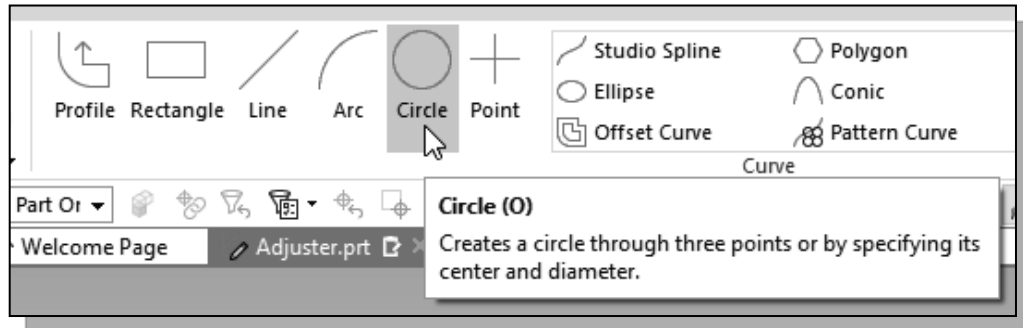 Profile Rectangle Line Arc Circle Point
Studio Spline Polygon
Ellipse Conic
Offset Curve Pattern Curve
Curve
Part Or
Welcome Page Adjuster.prt
Circle (O)
Creates a circle through three points or by specifying its
center and diameter.